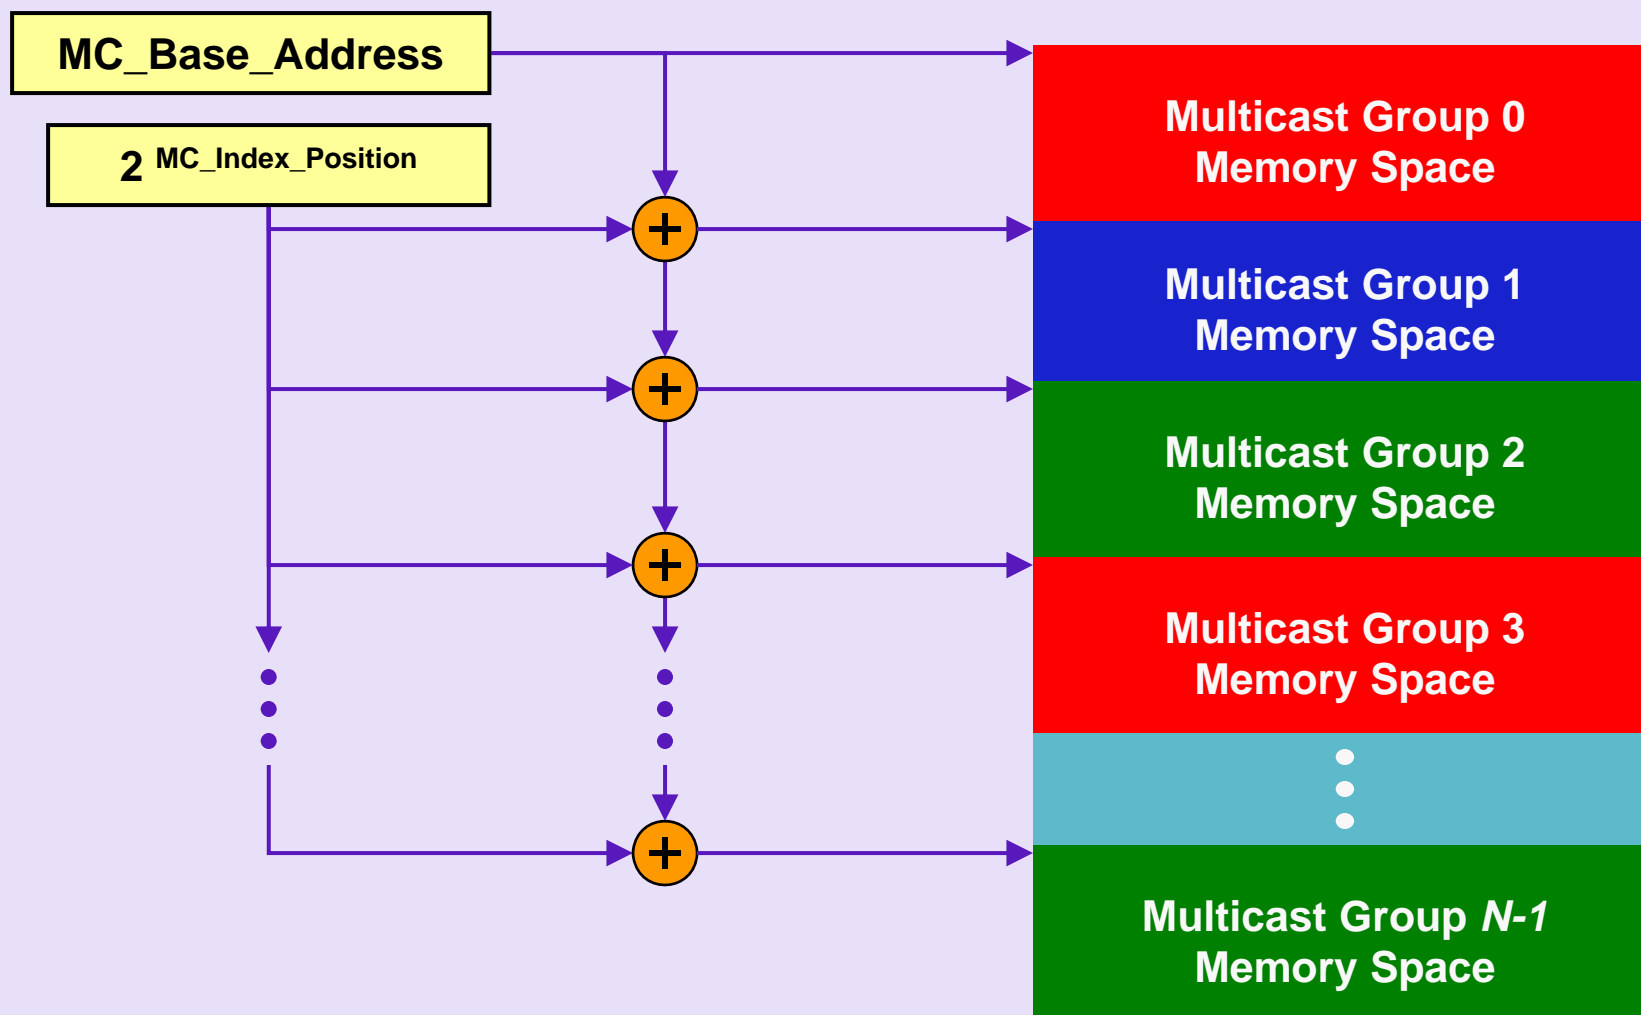 MC_Base_Address
2 MC_Index_Position
Multicast Group 0
Memory Space
+
Multicast Group 1
Memory Space
+
Multicast Group 2
Memory Space
+
Multicast Group 3
Memory Space
+
Multicast Group N-1
Memory Space